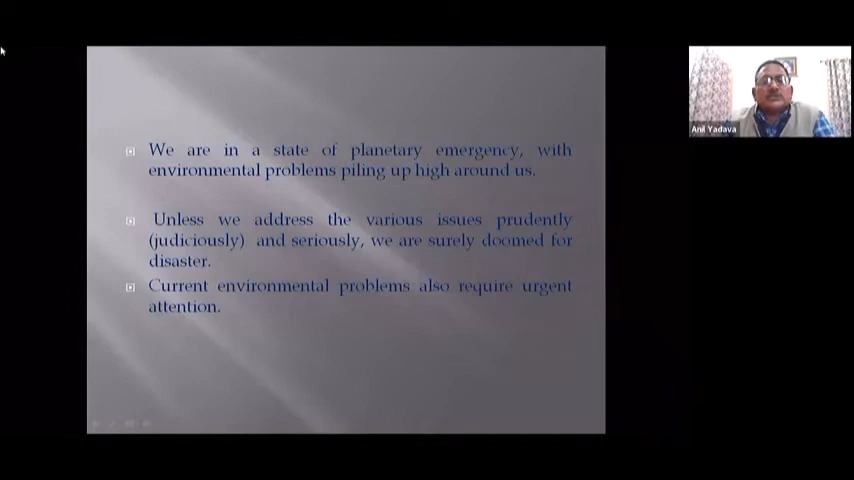 We are in a state of planetary emergency, with
environmental problems piling up high around us.
Unless we address the various issues prudently
(judiciously) and seriously, we are surely doomed for
disaster.
Current environmental problems also require urgent
attention.
Anil Yadava